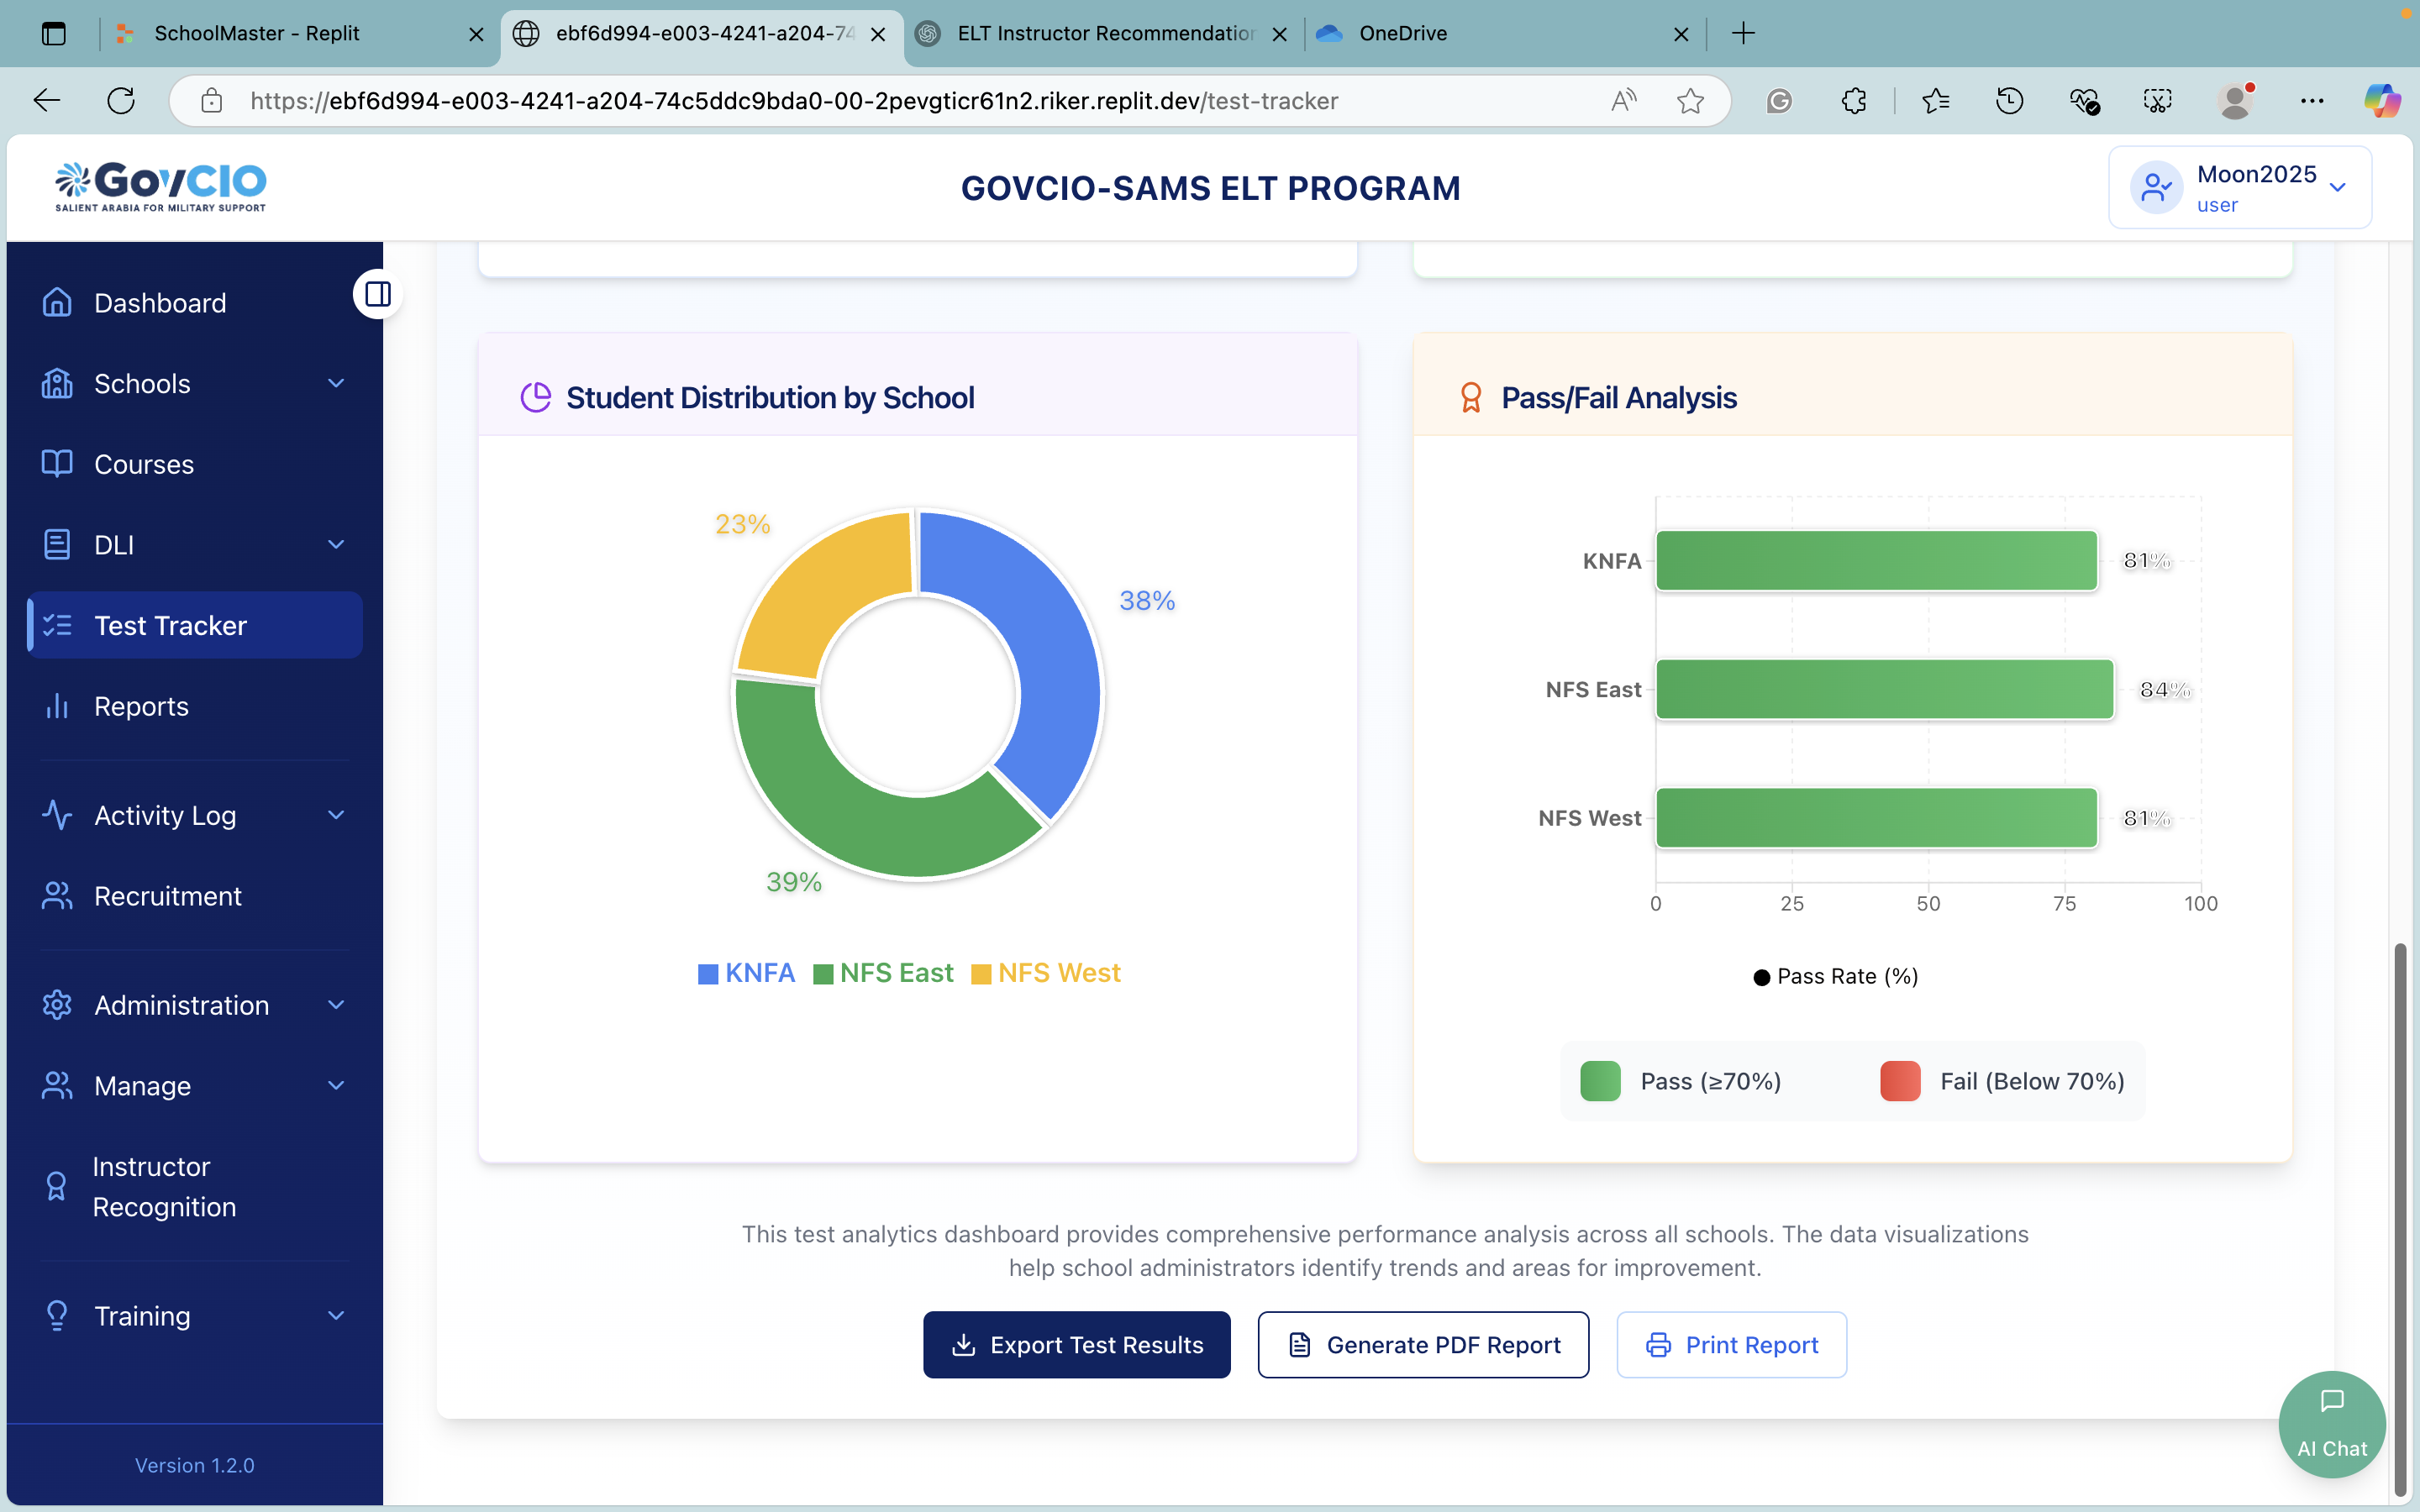 SchoolMaster - Replit
ebf6d994-e003-4241-a204-74
ELT Instructor Recommendation
OneDrive
https://ebf6d994-e003-4241-a204-74c5ddc9bda0-00-2pevgticr61n2.riker.replit.dev/test-tracker
GovCIO
SALIENT ARABIA FOR MILITARY SUPPORT
GOVCIO-SAMS ELT PROGRAM
Moon2025
user
Dashboard
Schools
Courses
DLI
Test Tracker
Reports
Activity Log
Recruitment
Administration
Manage
Instructor
Recognition
Training
Version 1.2.0
Student Distribution by School
23%
38%
39%
KNFA NFS East NFS West
Pass/Fail Analysis
KNFA 81%
NFS East 84%
NFS West 81%
0 25 50 75 100
Pass Rate (%)
Pass (≥70%) Fail (Below 70%)
This test analytics dashboard provides comprehensive performance analysis across all schools. The data visualizations
help school administrators identify trends and areas for improvement.
Export Test Results
Generate PDF Report
Print Report
AI Chat